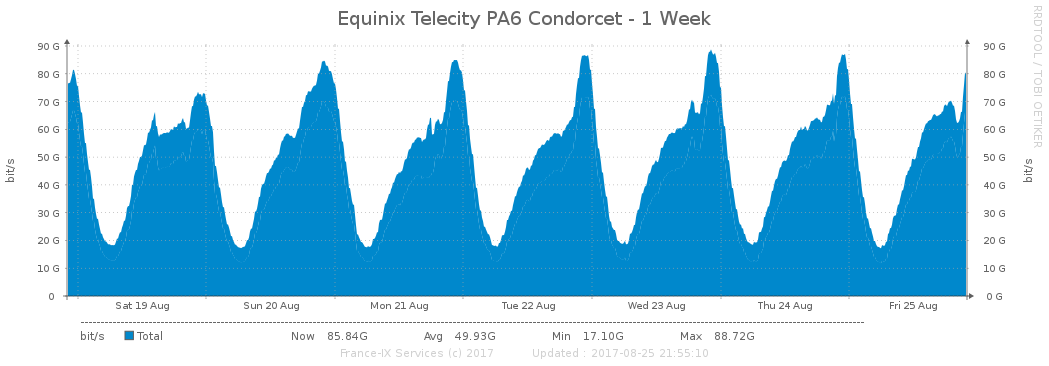 Equinix Telecity PA6 Condorcet - 1 Week
RRDTOOL / TOBI OETIKER
90 G 90 G
80 G 80 G
70 G 70 G
60 G 60 G
50 G 50 G
40 G 40 G
30 G 30 G
20 G 20 G
10 G 10 G
0 0 G
bit/s
bit/s
Sat 19 Aug Sun 20 Aug Mon 21 Aug Tue 22 Aug Wed 23 Aug Thu 24 Aug Fri 25 Aug
bit/s Total Now 85.84G Avg 49.93G Min 17.10G Max 88.72G
France-IX Services (c) 2017 Updated : 2017-08-25 21:55:10